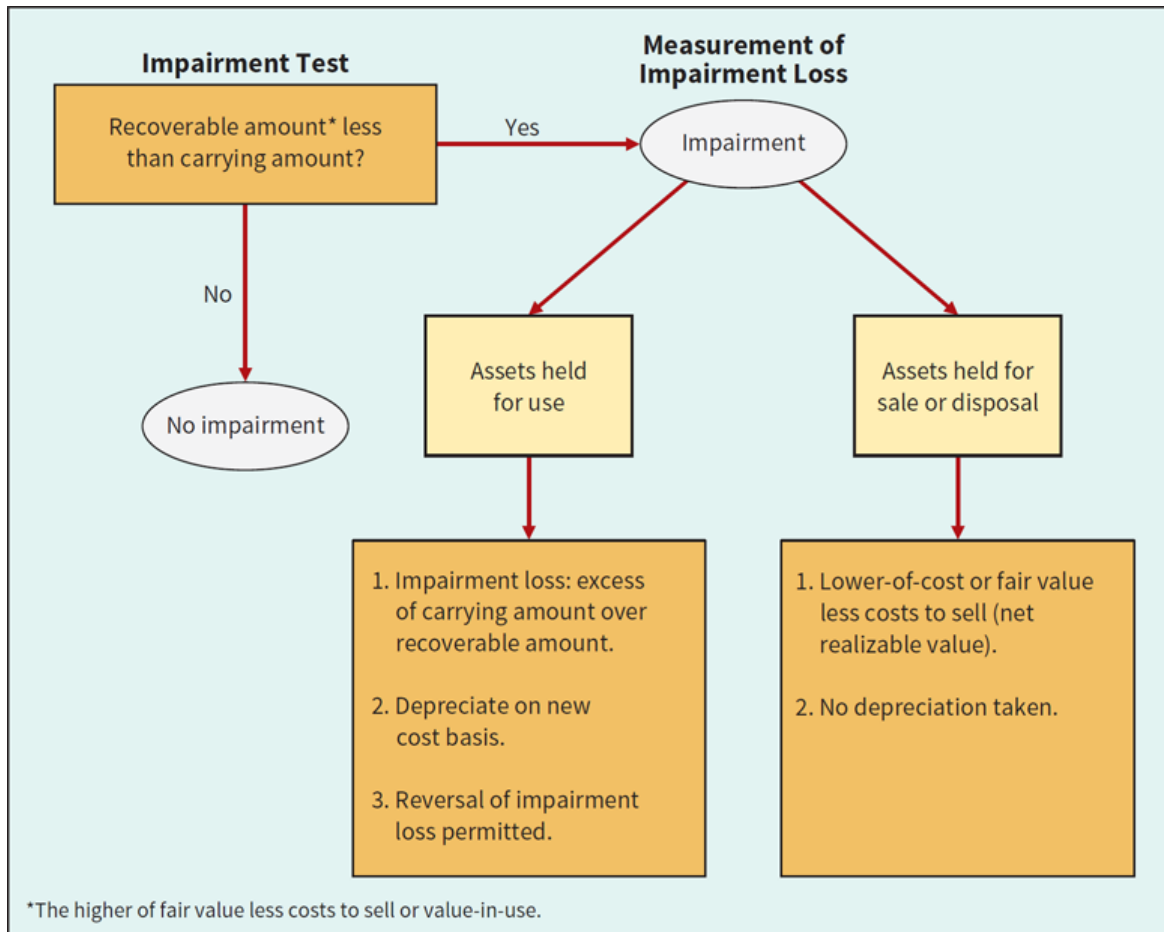 Impairment Test
Measurement of
Impairment Loss
Recoverable amount* less
than carrying amount?
Yes
Impairment
No
No impairment
Assets held
for use
Assets held for
sale or disposal
1. Impairment loss: excess
of carrying amount over
recoverable amount.
2. Depreciate on new
cost basis.
3. Reversal of impairment
loss permitted.
1. Lower-of-cost or fair value
less costs to sell (net
realizable value).
2. No depreciation taken.
*The higher of fair value less costs to sell or value-in-use.